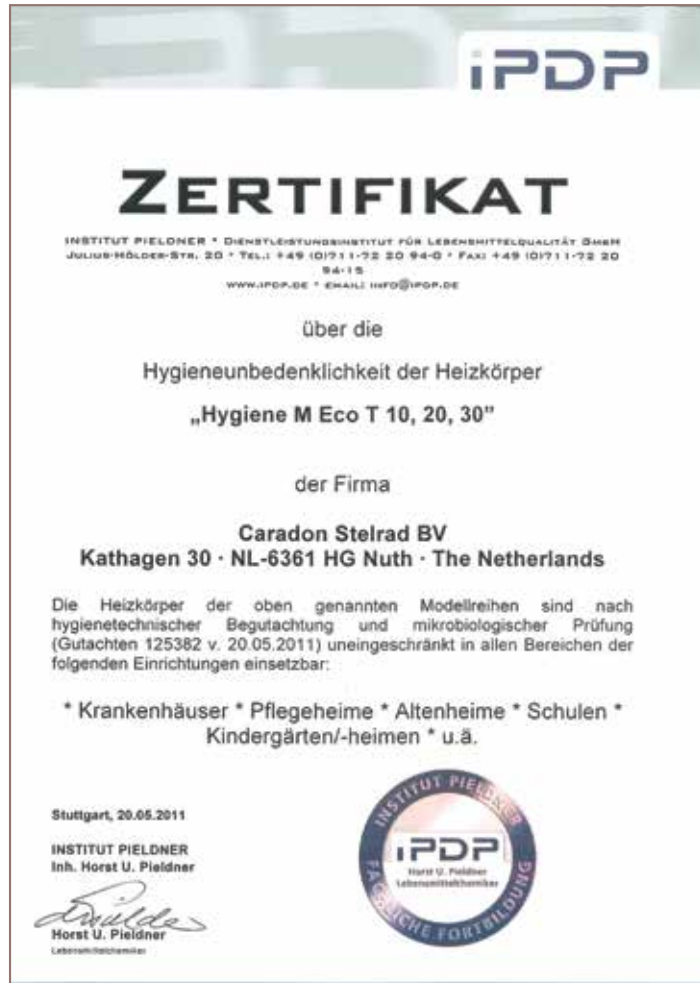 iPDP
ZERTIFIKAT
INSTITUT PIELDNER * DIENSTLEISTUNGSINSTITUT FÜR LEBENSMITTELQUALITÄT GMBH
JULIUS-HÖLDER-STR. 20 * TEL.: +49 (0)711-72 20 94-0 * FAX: +49 (0)711-72 20
94-15
WWW.IPDP.DE * EMAIL: INFO@IPDP.DE
über die
Hygieneunbedenklichkeit der Heizkörper
„Hygiene M Eco T 10, 20, 30”
der Firma
Caradon Stelrad BV
Kathagen 30 · NL-6361 HG Nuth · The Netherlands
Die Heizkörper der oben genannten Modellreihen sind nach
hygienetechnischer Begutachtung und mikrobiologischer Prüfung
(Gutachten 125382 v. 20.05.2011) uneingeschränkt in allen Bereichen der
folgenden Einrichtungen einsetzbar:
* Krankenhäuser * Pflegeheime * Altenheime * Schulen *
Kindergärten/-heimen * u.ä.
Stuttgart, 20.05.2011
INSTITUT PIELDNER
Inh. Horst U. Pieldner
Horst U. Pieldner
Lebensmittelchemiker
INSTITUT PIELDNER
iPDP
Horst U. Pieldner
Lebensmittelchemiker
FACHLICHE FORTBILDUNG